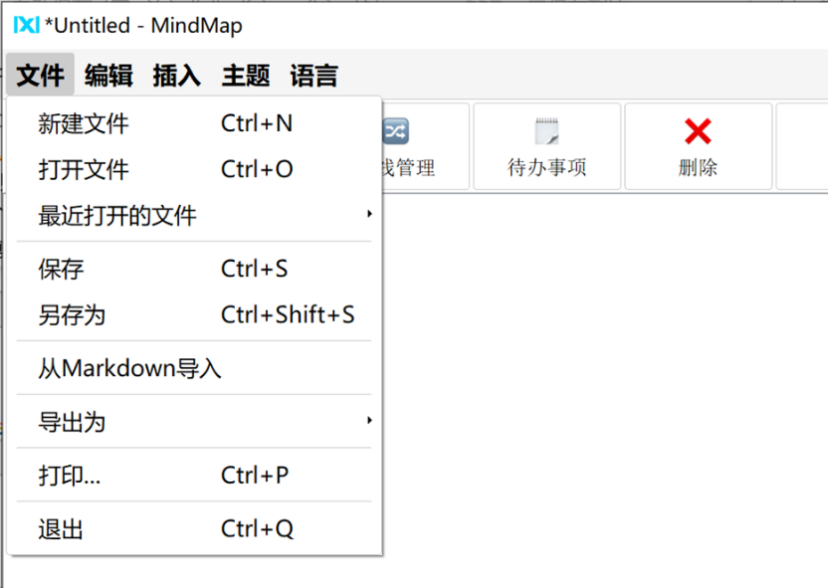 *Untitled - MindMap
文件 编辑 插入 主题 语言
新建文件 Ctrl+N
打开文件 Ctrl+O
最近打开的文件
保存 Ctrl+S
另存为 Ctrl+Shift+S
从Markdown导入
导出为
打印... Ctrl+P
退出 Ctrl+Q
线管理 待办事项 删除